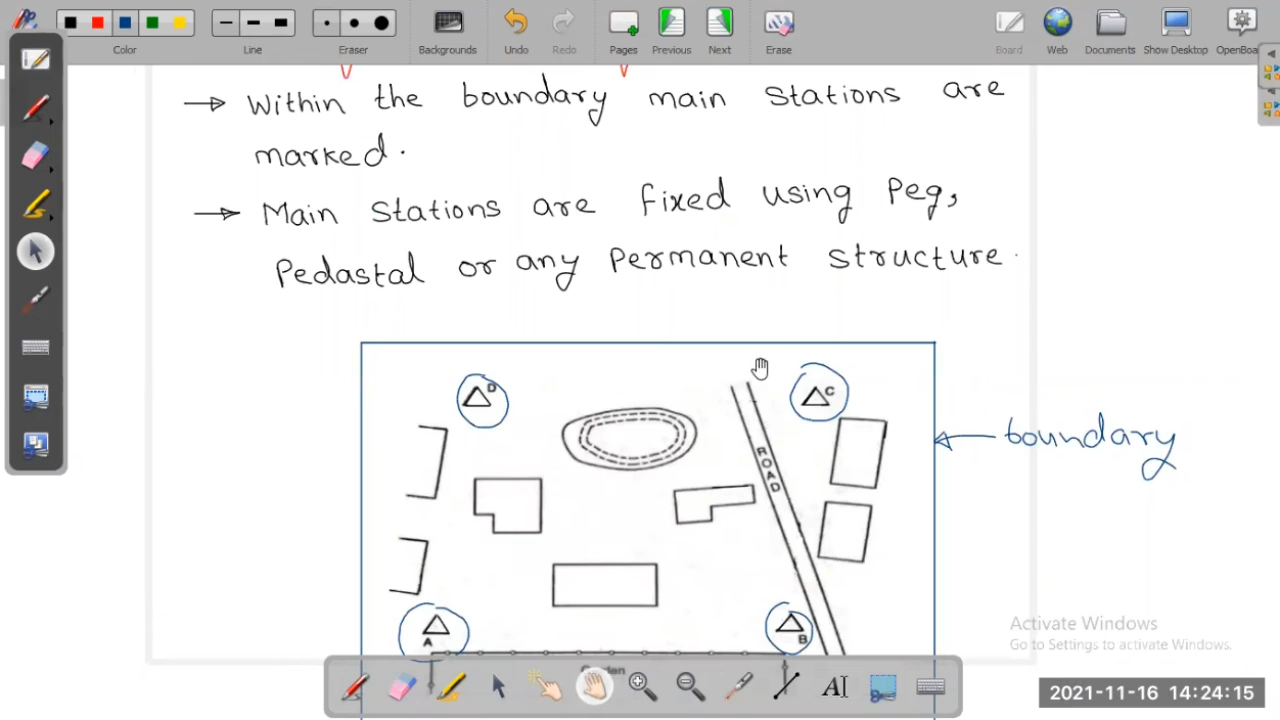 Color
Line
Eraser
Backgrounds
Undo
Redo
Pages
Previous
Next
Erase
Board
Web
Documents
Show Desktop
OpenBoa
→ Within the boundary main stations are
marked.
→ Main stations are fixed using Peg,
Pedastal or any Permanent structure.
D
C
ROAD
← boundary
A
B
Activate Windows
Go to Settings to activate Windows.
AI
2021-11-16 14:24:15